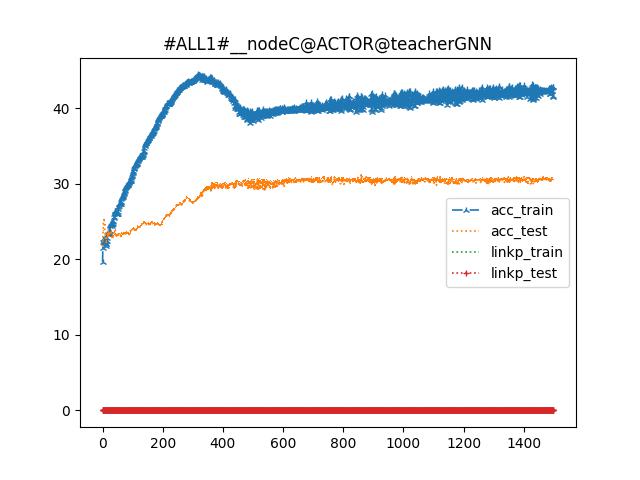 #ALL1#__nodeC@ACTOR@teacherGNN
40
30
20
10
0
acc_train
acc_test
linkp_train
linkp_test
0 200 400 600 800 1000 1200 1400